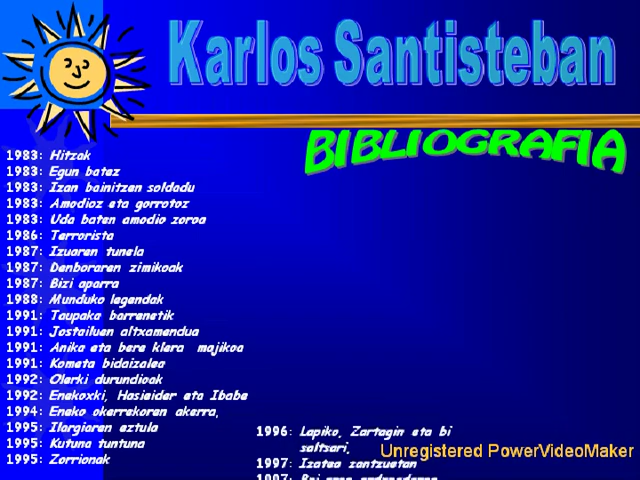 Karlos Santisteban
BIBLIOGRAFIA
1983: Hitzak
1983: Egun batez
1983: Izan bainitzen soldadu
1983: Amodioz eta gorrotoz
1983: Uda baten amodio zoroa
1986: Terrorista
1987: Izuaren tunela
1987: Denboraren zimikoak
1987: Bizi aparra
1988: Munduko legendak
1991: Taupaka barrenetik
1991: Jostailuen altxamendua
1991: Anika eta bere klera majikoa
1991: Kometa bidaizalea
1992: Olerki durundioak
1992: Enekoxki, Hasieider eta Ibabe
1994: Eneko okerrekoren akerra,
1995: Ilargiaren eztula
1995: Kutuna tuntuna
1995: Zorrionak
1996: Lapiko, Zartagin eta bi
saltsari,
1997: Izatea zantzuetan
1997:
Unregistered PowerVideoMaker